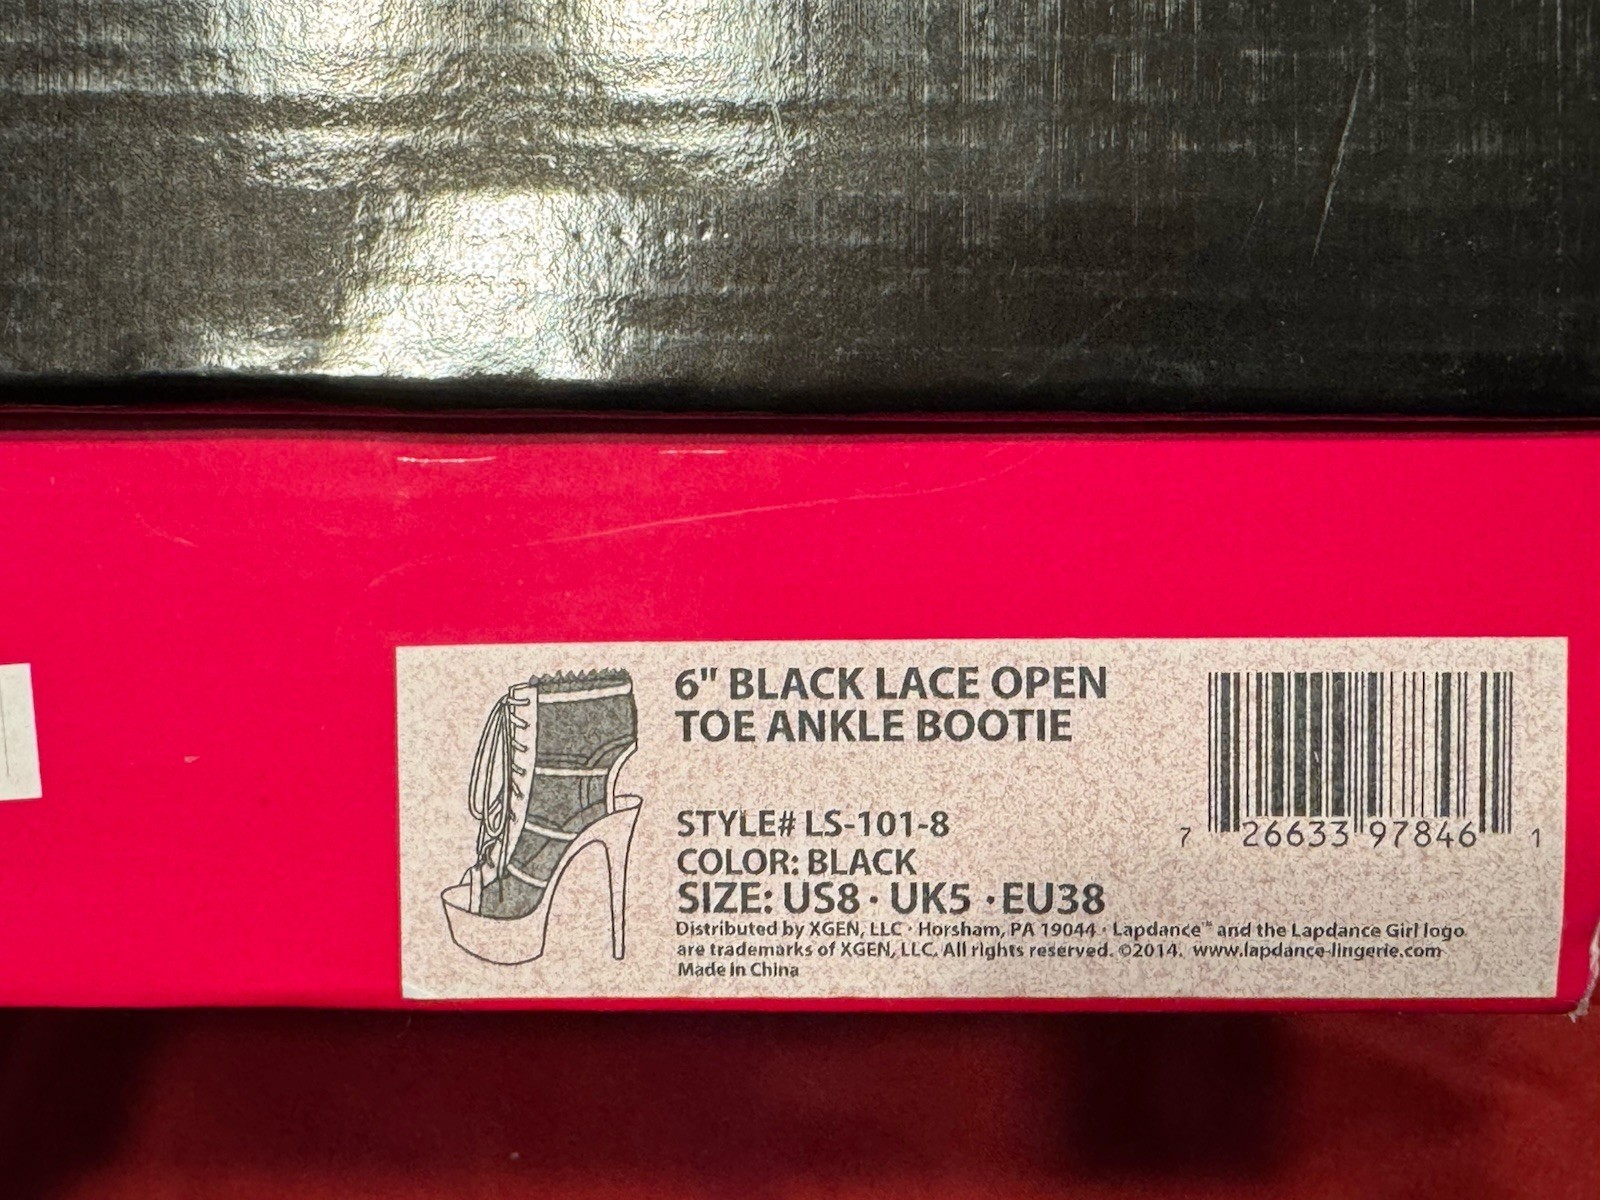 6" BLACK LACE OPEN
TOE ANKLE BOOTIE
STYLE# LS-101-8
COLOR: BLACK
SIZE: US8 · UK5 · EU38
Distributed by XGEN, LLC · Horsham, PA 19044 · Lapdance™ and the Lapdance Girl logo
are trademarks of XGEN, LLC. All rights reserved. ©2014. www.lapdance-lingerie.com
Made in China
7 26633 97846 1